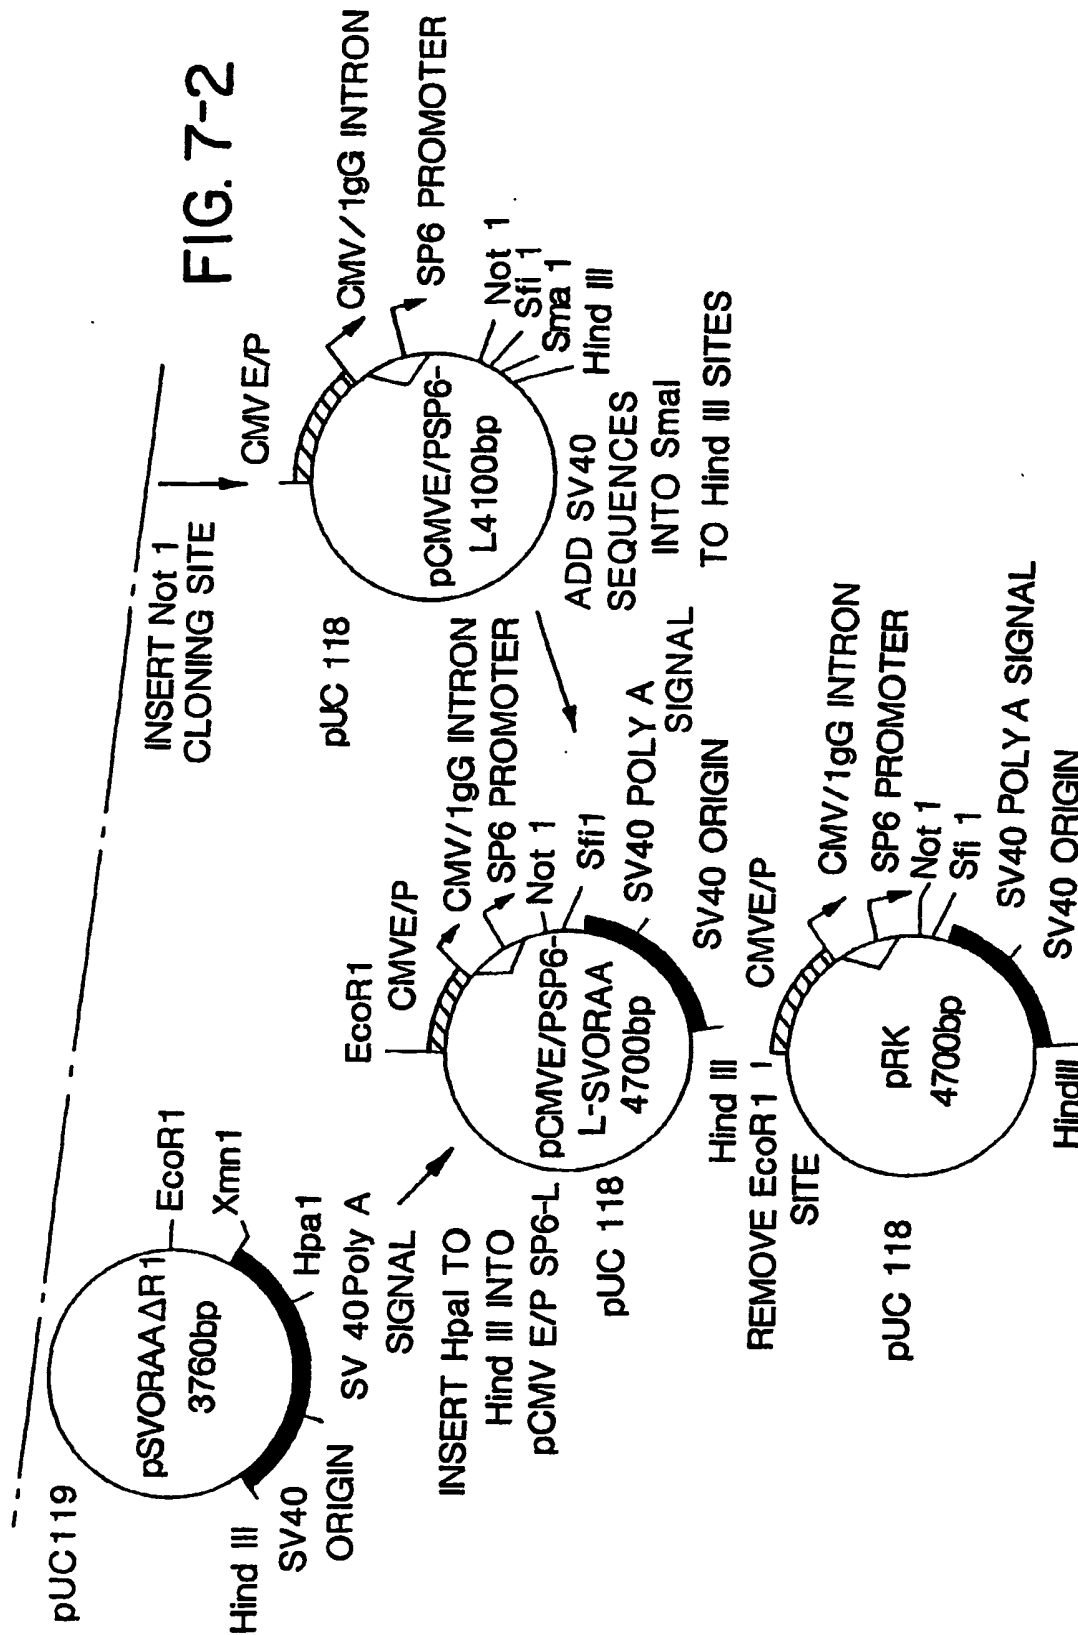 FIG. 7-2
INSERT Not 1
CLONING SITE
pUC119
pSVORAAΔR1
3760bp
EcoR1
Xmn1
Hpa1
SV 40 Poly A
SIGNAL
SV40
ORIGIN
Hind III
INSERT HpaI TO
Hind III INTO
pCMV E/P SP6-L
pUC 118
CMV E/P
CMV/1gG INTRON
SP6 PROMOTER
Not 1
Sfi 1
Sma 1
Hind III
pCMVE/PSP6-
L4100bp
ADD SV40
SEQUENCES
INTO SmaI
TO Hind III SITES
EcoR1
CMVE/P
CMV/1gG INTRON
SP6 PROMOTER
Not 1
Sfi1
SV40 POLY A
SIGNAL
SV40 ORIGIN
Hind III
pCMVE/PSP6-
L-SVORAA
4700bp
pUC 118
REMOVE EcoR1
SITE
CMVE/P
CMV/1gG INTRON
SP6 PROMOTER
Not 1
Sfi 1
SV40 POLY A SIGNAL
SV40 ORIGIN
HindIII
pRK
4700bp
pUC 118